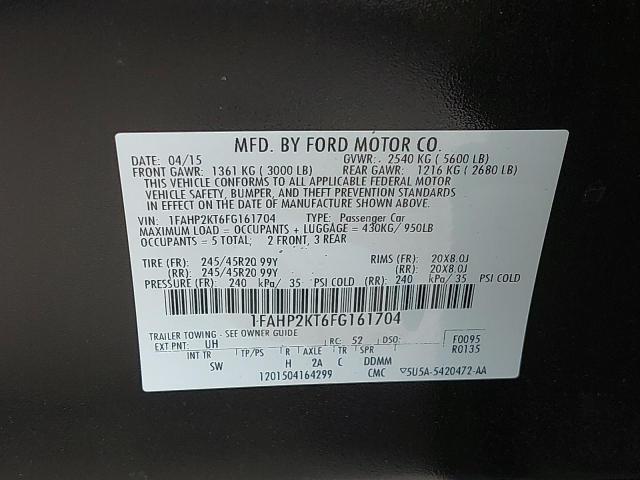 MFD. BY FORD MOTOR CO.
DATE: 04/15 GVWR: 2540 KG ( 5600 LB)
FRONT GAWR: 1361 KG ( 3000 LB) REAR GAWR: 1216 KG ( 2680 LB)
THIS VEHICLE CONFORMS TO ALL APPLICABLE FEDERAL MOTOR
VEHICLE SAFETY, BUMPER, AND THEFT PREVENTION STANDARDS
IN EFFECT ON THE DATE OF MANUFACTURE SHOWN ABOVE.
VIN: 1FAHP2KT6FG161704 TYPE: Passenger Car
MAXIMUM LOAD = OCCUPANTS + LUGGAGE = 430KG/ 950LB
OCCUPANTS = 5 TOTAL; 2 FRONT, 3 REAR
TIRE (FR): 245/45R20 99Y RIMS (FR): 20X8.0J
(RR): 245/45R20 99Y (RR): 20X8.0J
PRESSURE (FR): 240 kPa/ 35 PSI COLD (RR): 240 kPa/ 35 PSI COLD
1FAHP2KT6FG161704
TRAILER TOWING - SEE OWNER GUIDE
EXT PNT: UH RC: 52 DSO: F0095
INT TR TP/PS R AXLE TR SPR R0135
SW H 2A C DDMM
1201504164299 CMC 5U5A-5420472-AA